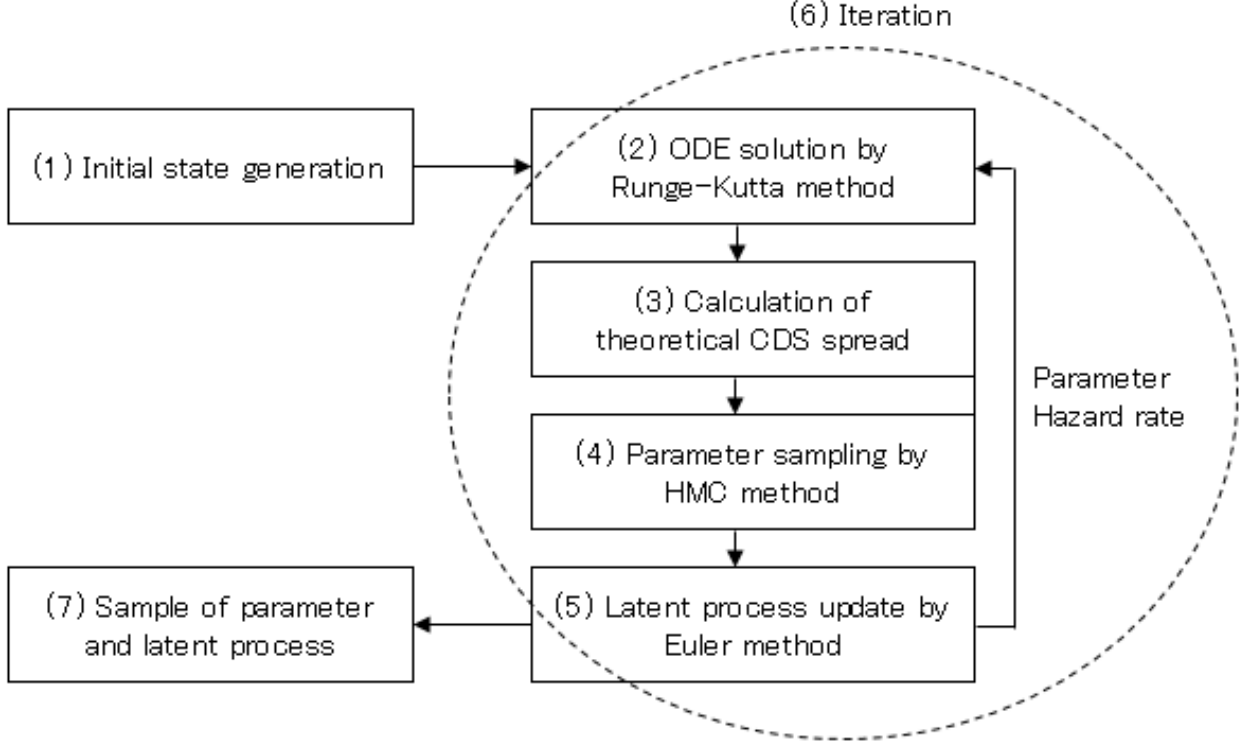 (6) Iteration
(1) Initial state generation
(2) ODE solution by
Runge-Kutta method
(3) Calculation of
theoretical CDS spread
Parameter
Hazard rate
(4) Parameter sampling by
HMC method
(5) Latent process update by
Euler method
(7) Sample of parameter
and latent process